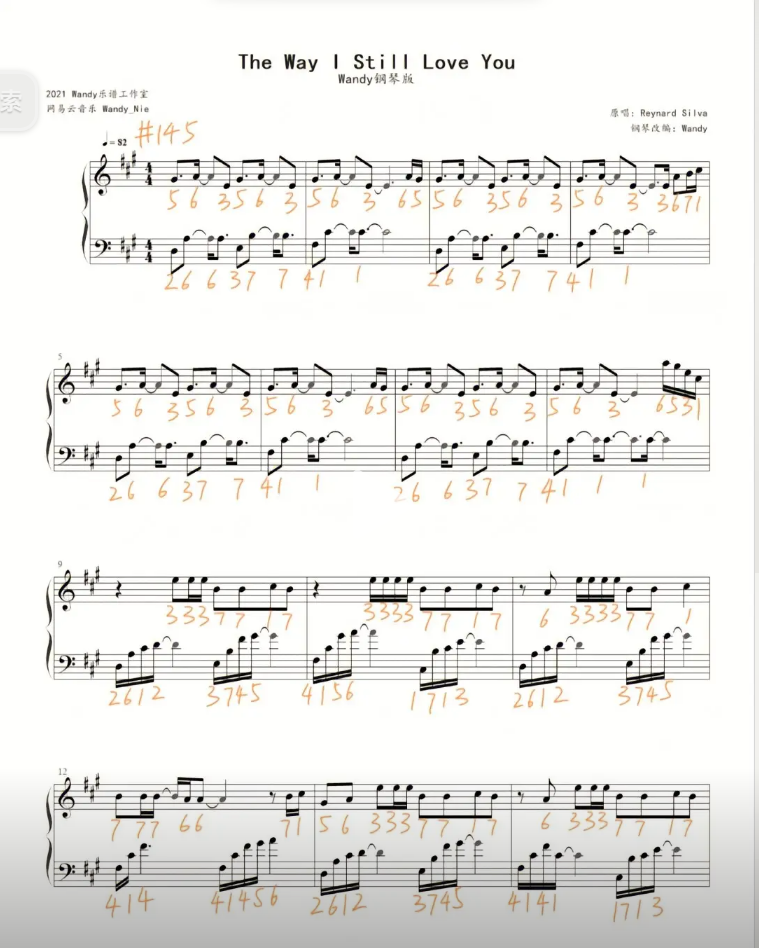 The Way I Still Love You
Wandy钢琴版
索
2021 Wandy乐谱工作室
网易云音乐 Wandy_Nie
原唱: Reynard Silva
钢琴改编: Wandy
♩= 82
#145
4 4
5 6 3 5 6 3 5 6 3 6 5 5 6 3 5 6 3 5 6 3 3 6 7 1
4 4
2 6 6 3 7 7 4 1 1 2 6 6 3 7 7 4 1 1
5
5 6 3 5 6 3 5 6 3 6 5 5 6 3 5 6 3 5 6 3 6 5 3 1
2 6 6 3 7 7 4 1 1 2 6 6 3 7 7 4 1 1 1
9
3 3 3 7 7 1 7 3 3 3 3 7 7 1 7 6 3 3 3 3 7 7 1
2 6 1 2 3 7 4 5 4 1 5 6 1 7 1 3 2 6 1 2 3 7 4 5
12
7 7 7 6 6 7 1 5 6 3 3 3 7 7 7 6 3 3 3 7 7 1 7
4 1 4 4 1 4 5 6 2 6 1 2 3 7 4 5 4 1 4 1 1 7 1 3